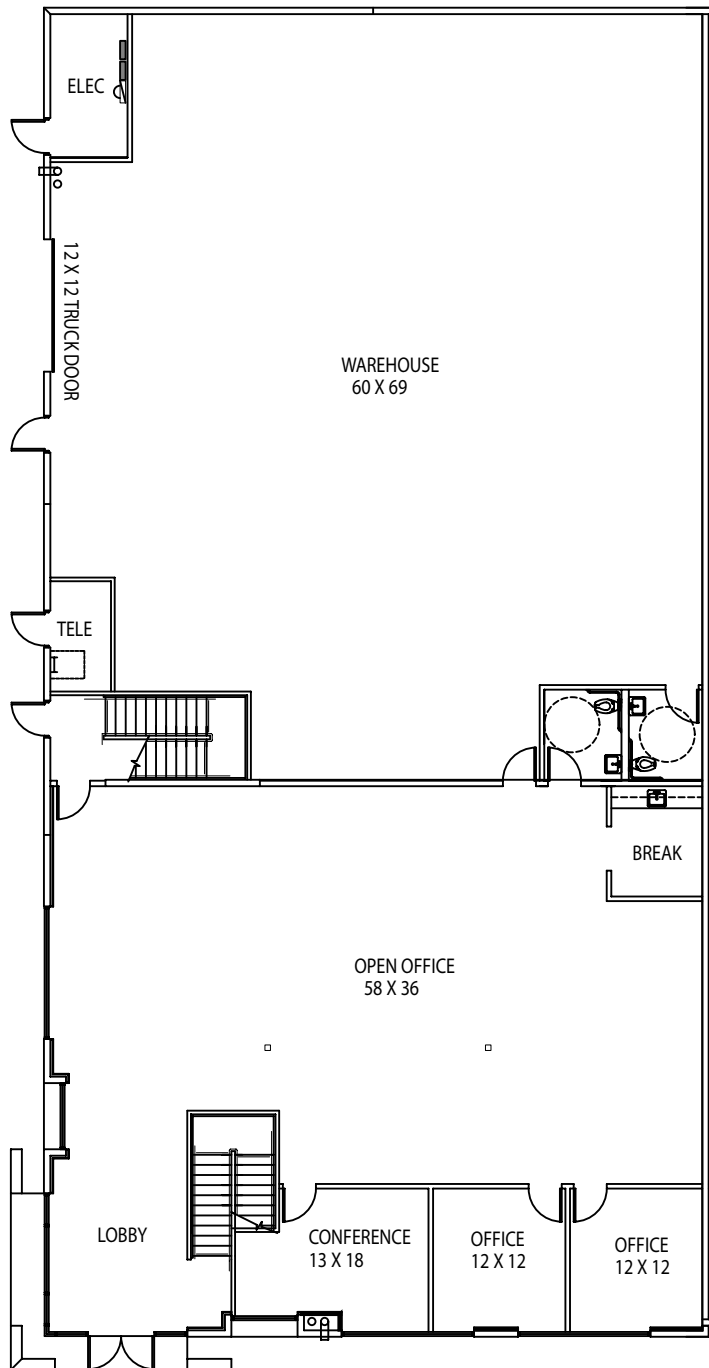 ELEC
12 X 12 TRUCK DOOR
WAREHOUSE
60 X 69
TELE
BREAK
OPEN OFFICE
58 X 36
LOBBY
CONFERENCE
13 X 18
OFFICE
12 X 12
OFFICE
12 X 12